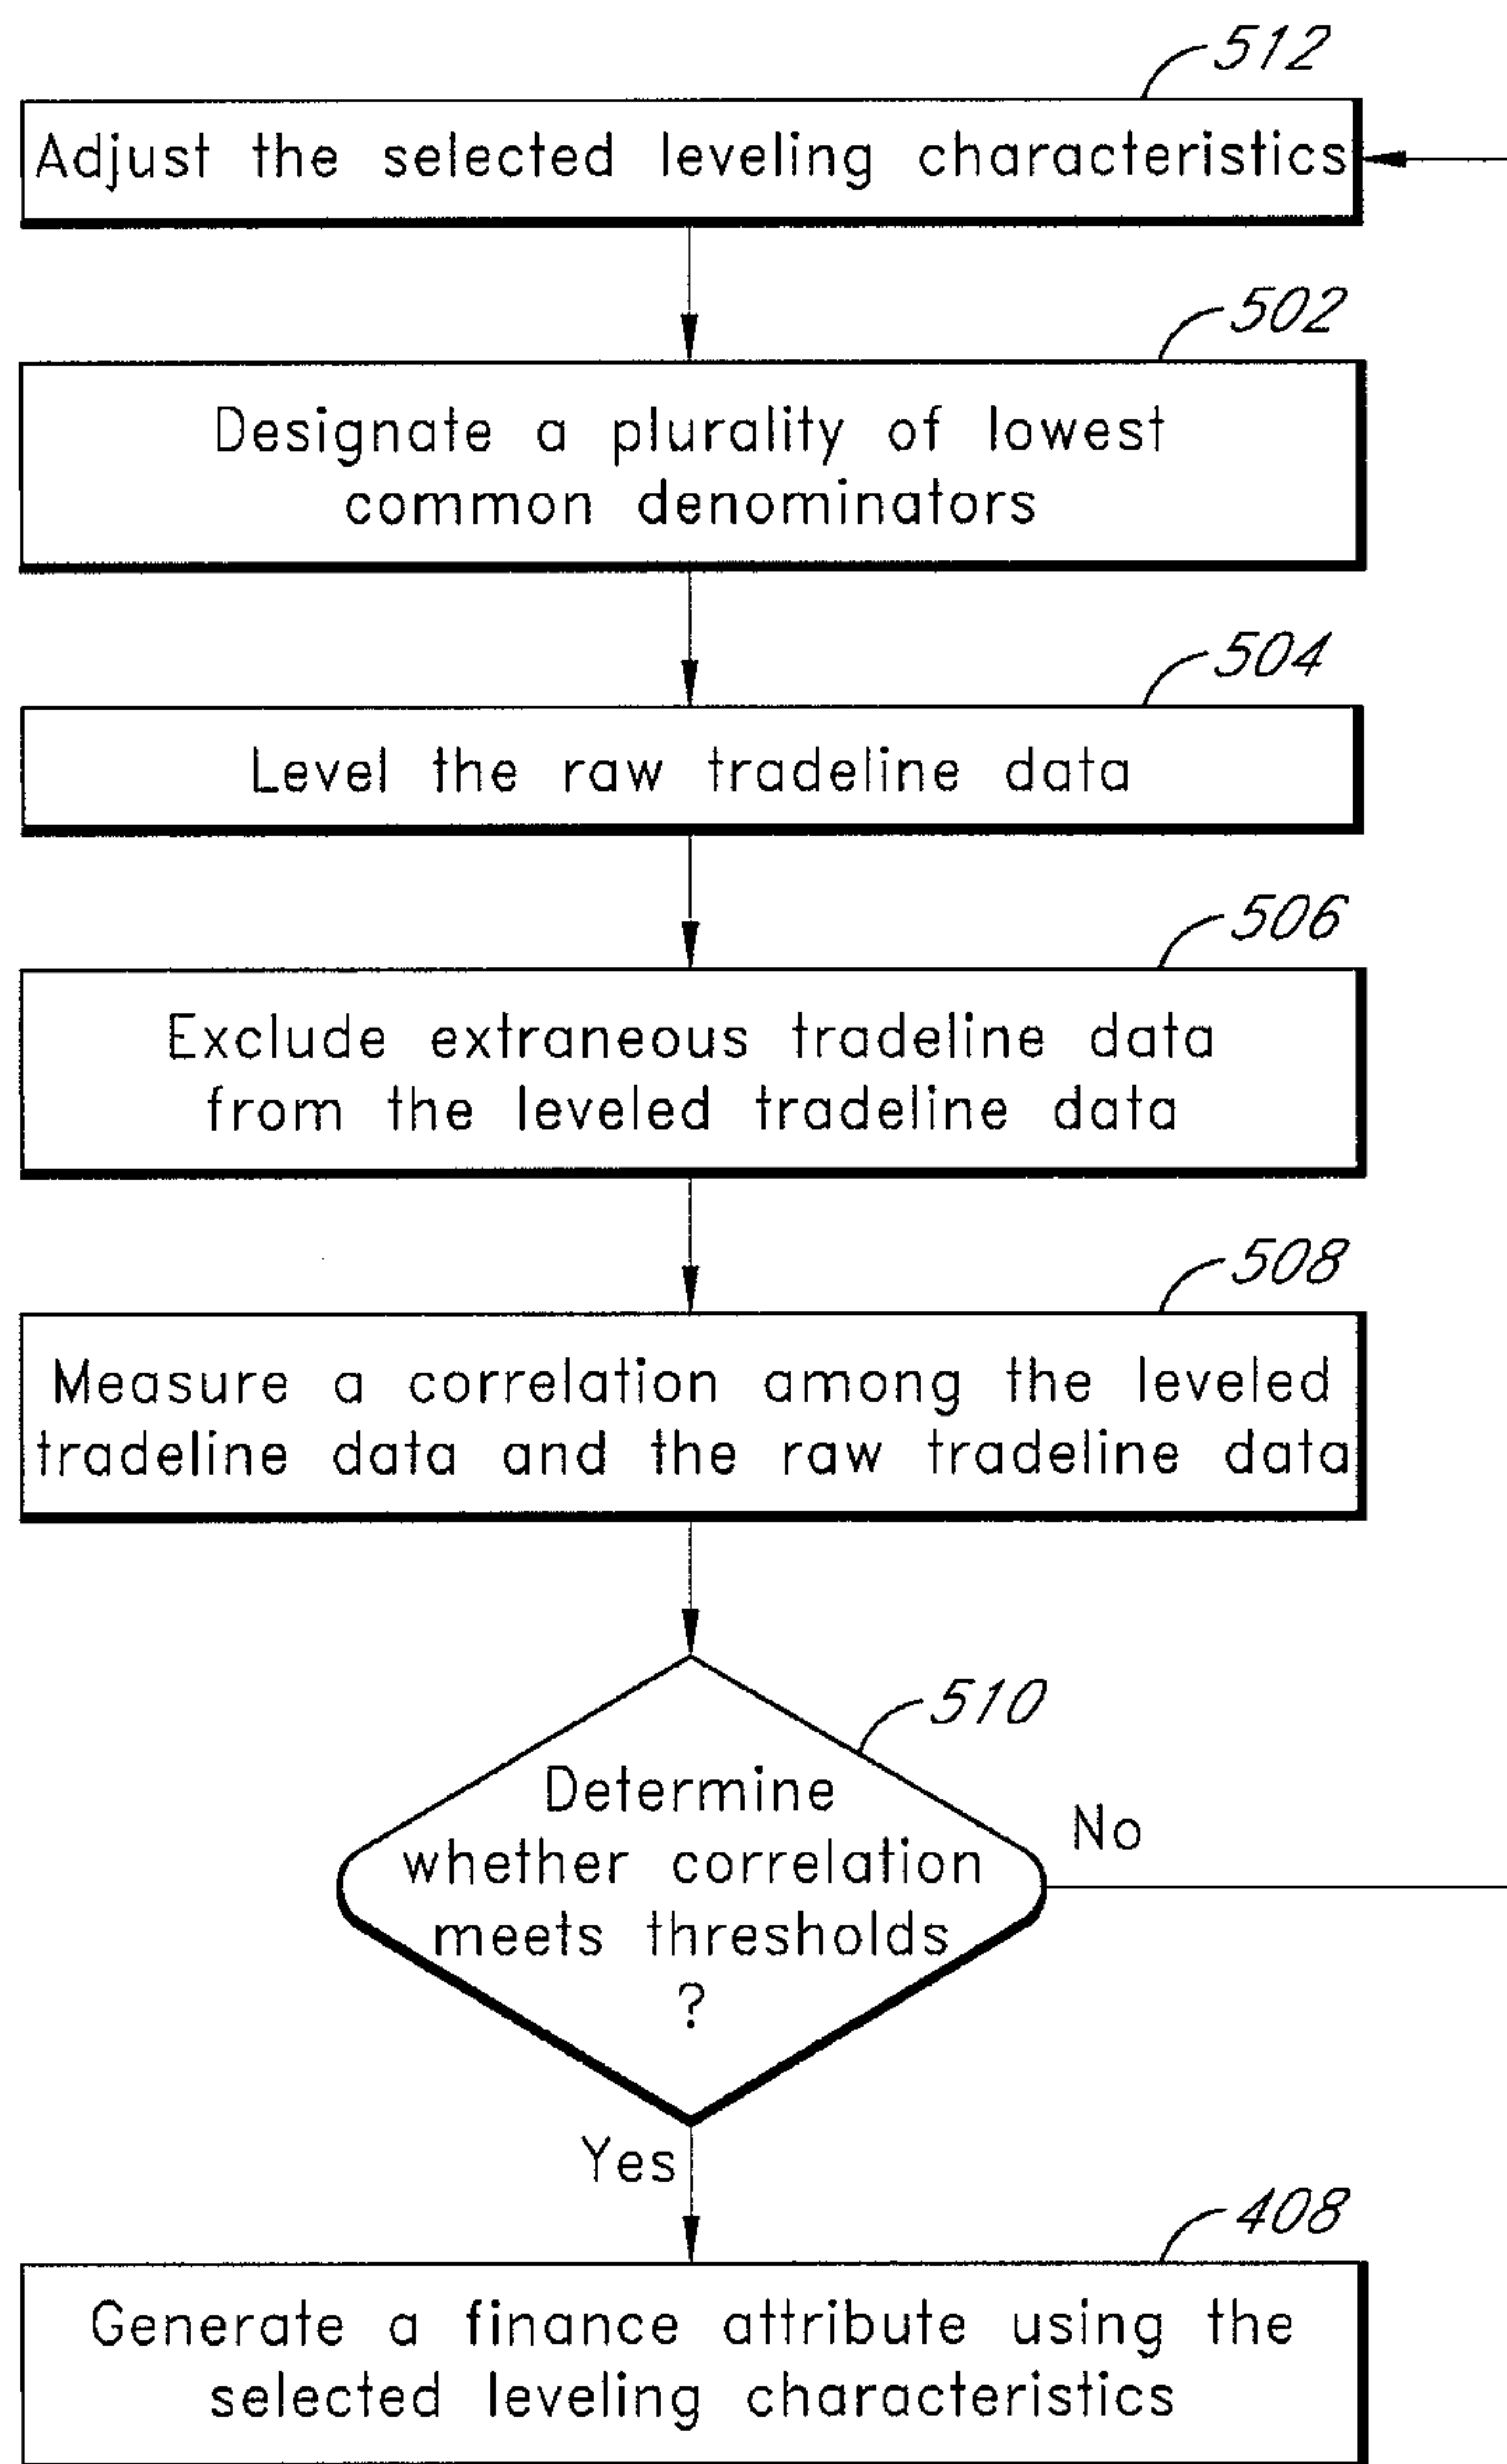 512
Adjust the selected leveling characteristics
502
Designate a plurality of lowest
common denominators
504
Level the raw tradeline data
506
Exclude extraneous tradeline data
from the leveled tradeline data
508
Measure a correlation among the leveled
tradeline data and the raw tradeline data
510
Determine
whether correlation
meets thresholds
?
No
Yes
408
Generate a finance attribute using the
selected leveling characteristics